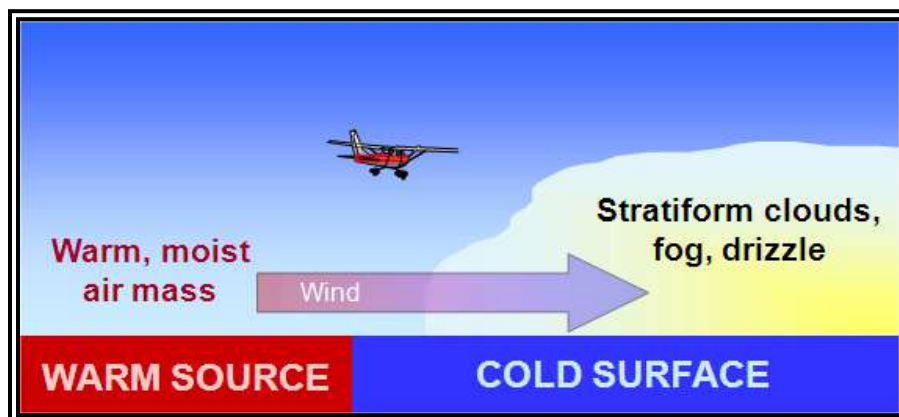 Stratiform clouds,
fog, drizzle
Warm, moist
air mass
Wind
WARM SOURCE
COLD SURFACE